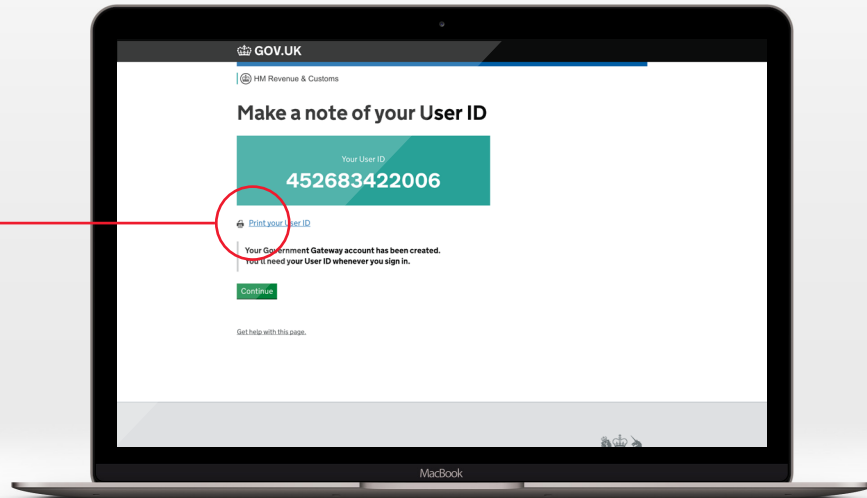 GOV.UK
HM Revenue & Customs
Make a note of your User ID
Your User ID
452683422006
Print your User ID
Your Government Gateway account has been created.
You'll need your User ID whenever you sign in.
Continue
Get help with this page.
MacBook